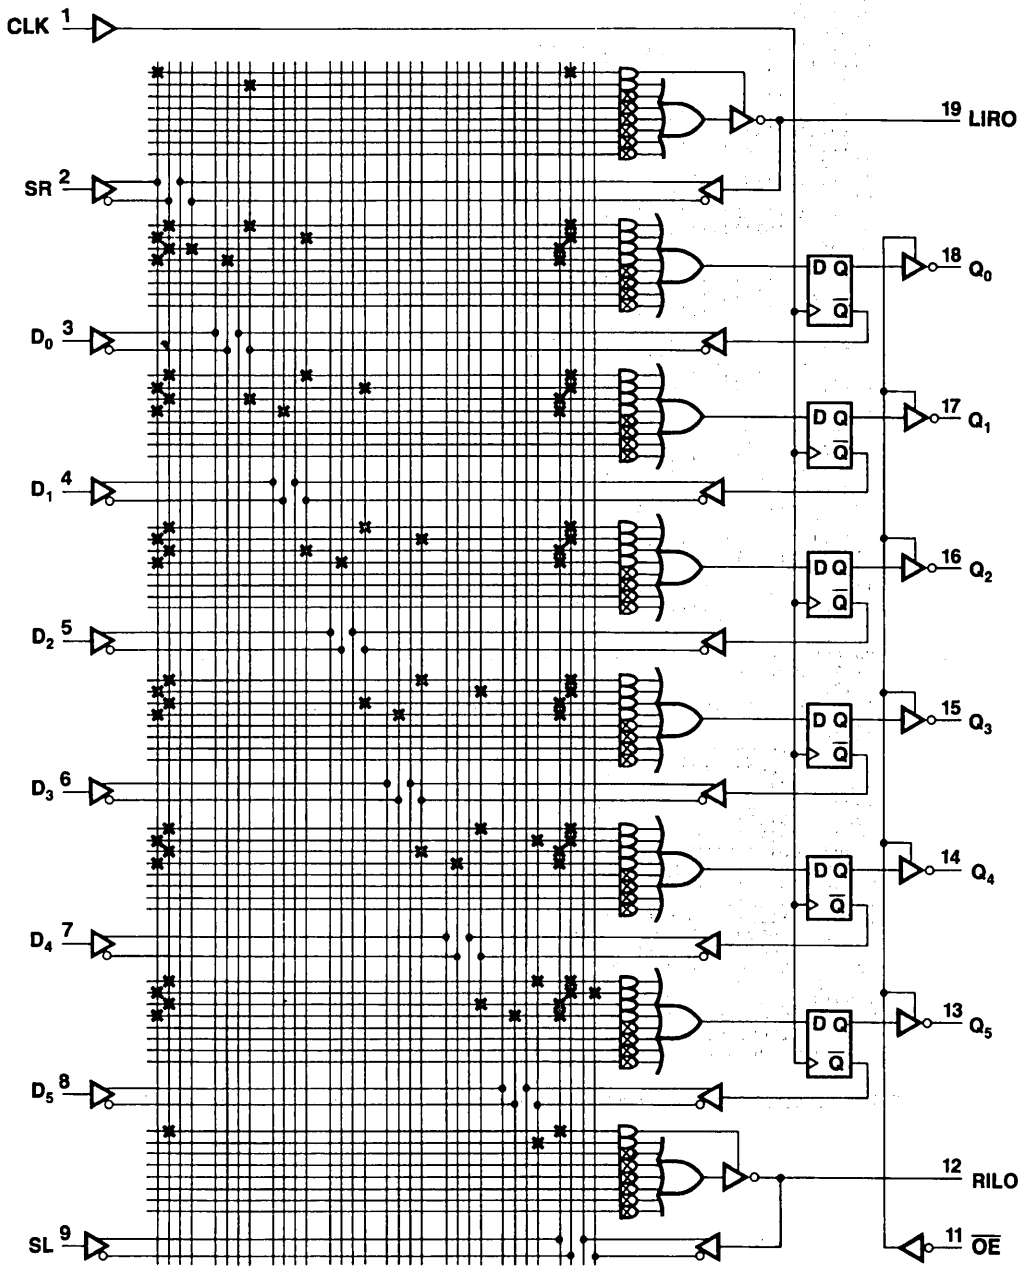 CLK 1
19 LIRO
SR 2
D Q
18 Q0
Q̅
D0 3
D Q
17 Q1
Q̅
D1 4
D Q
16 Q2
Q̅
D2 5
D Q
15 Q3
Q̅
D3 6
D Q
14 Q4
Q̅
D4 7
D Q
13 Q5
Q̅
D5 8
12 RILO
SL 9
11 O̅E̅